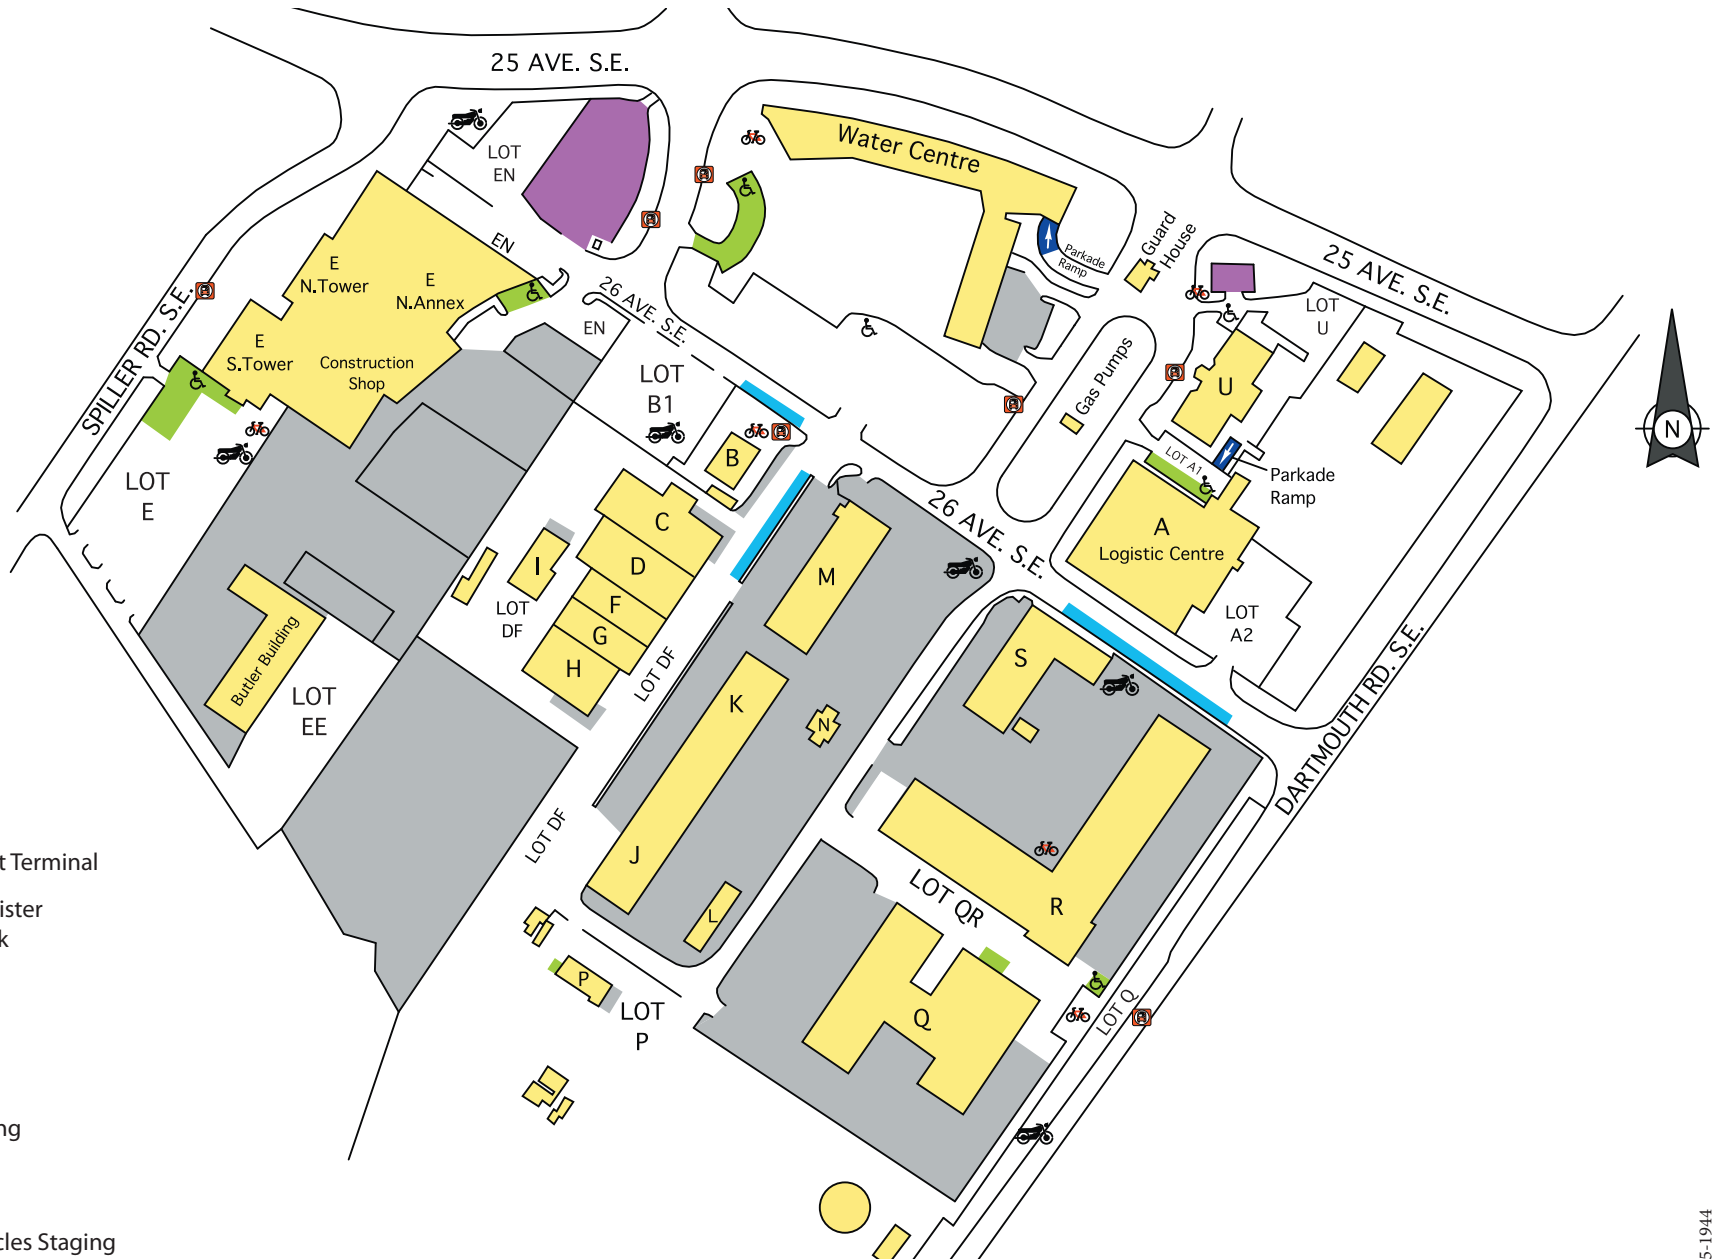 25 AVE. S.E.
Water Centre
LOT
EN
Guard
House
Parkade
Ramp
25 AVE. S.E.
EN
E
N.Tower
E
N.Annex
26 AVE. S.E.
EN
LOT
U
SPILLER RD. S.E.
E
S.Tower
Construction
Shop
LOT
B1
Gas Pumps
U
N
B
LOT A1
Parkade
Ramp
LOT
E
C
26 AVE. S.E.
A
Logistic Centre
I
D
M
LOT
DF
F
G
H
LOT
A2
Butler Building
LOT
EE
LOT DF
S
K
N
DARTMOUTH RD. S.E.
LOT DF
J
t Terminal
ister
k
L
LOT QR
R
P
LOT
P
Q
LOT Q
ng
cles Staging
5-1944